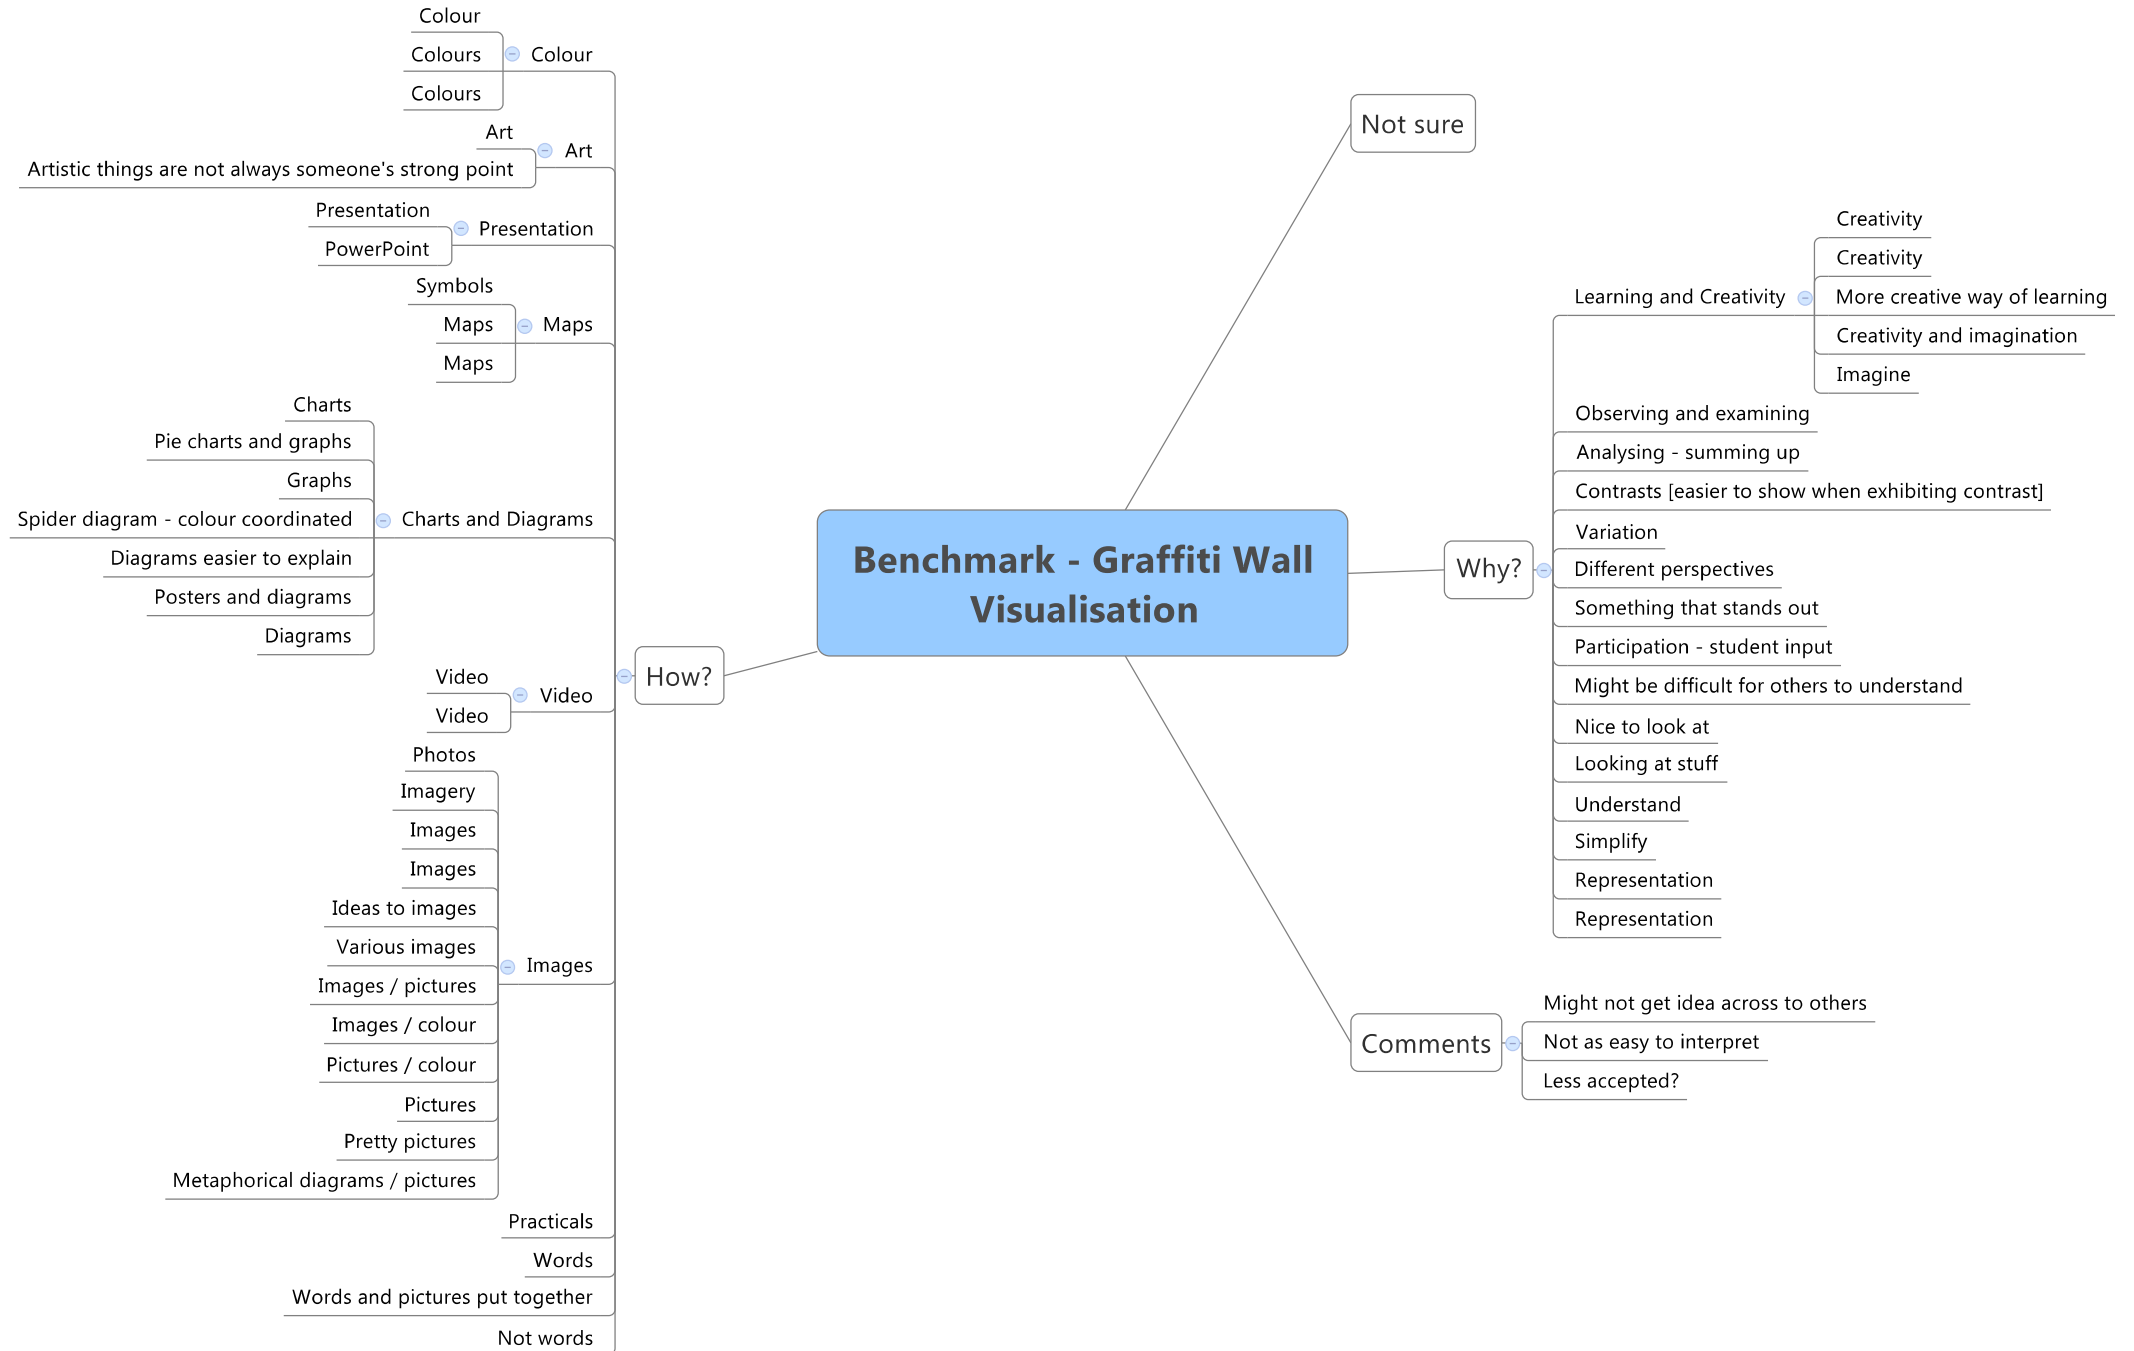 Benchmark - Graffiti Wall
Visualisation
Not sure
Why?
Learning and Creativity
Creativity
Creativity
More creative way of learning
Creativity and imagination
Imagine
Observing and examining
Analysing - summing up
Contrasts [easier to show when exhibiting contrast]
Variation
Different perspectives
Something that stands out
Participation - student input
Might be difficult for others to understand
Nice to look at
Looking at stuff
Understand
Simplify
Representation
Representation
Comments
Might not get idea across to others
Not as easy to interpret
Less accepted?
How?
Colour
Colour
Colours
Colours
Art
Art
Artistic things are not always someone's strong point
Presentation
Presentation
PowerPoint
Maps
Symbols
Maps
Maps
Charts and Diagrams
Charts
Pie charts and graphs
Graphs
Spider diagram - colour coordinated
Diagrams easier to explain
Posters and diagrams
Diagrams
Video
Video
Video
Images
Photos
Imagery
Images
Images
Ideas to images
Various images
Images / pictures
Images / colour
Pictures / colour
Pictures
Pretty pictures
Metaphorical diagrams / pictures
Practicals
Words
Words and pictures put together
Not words